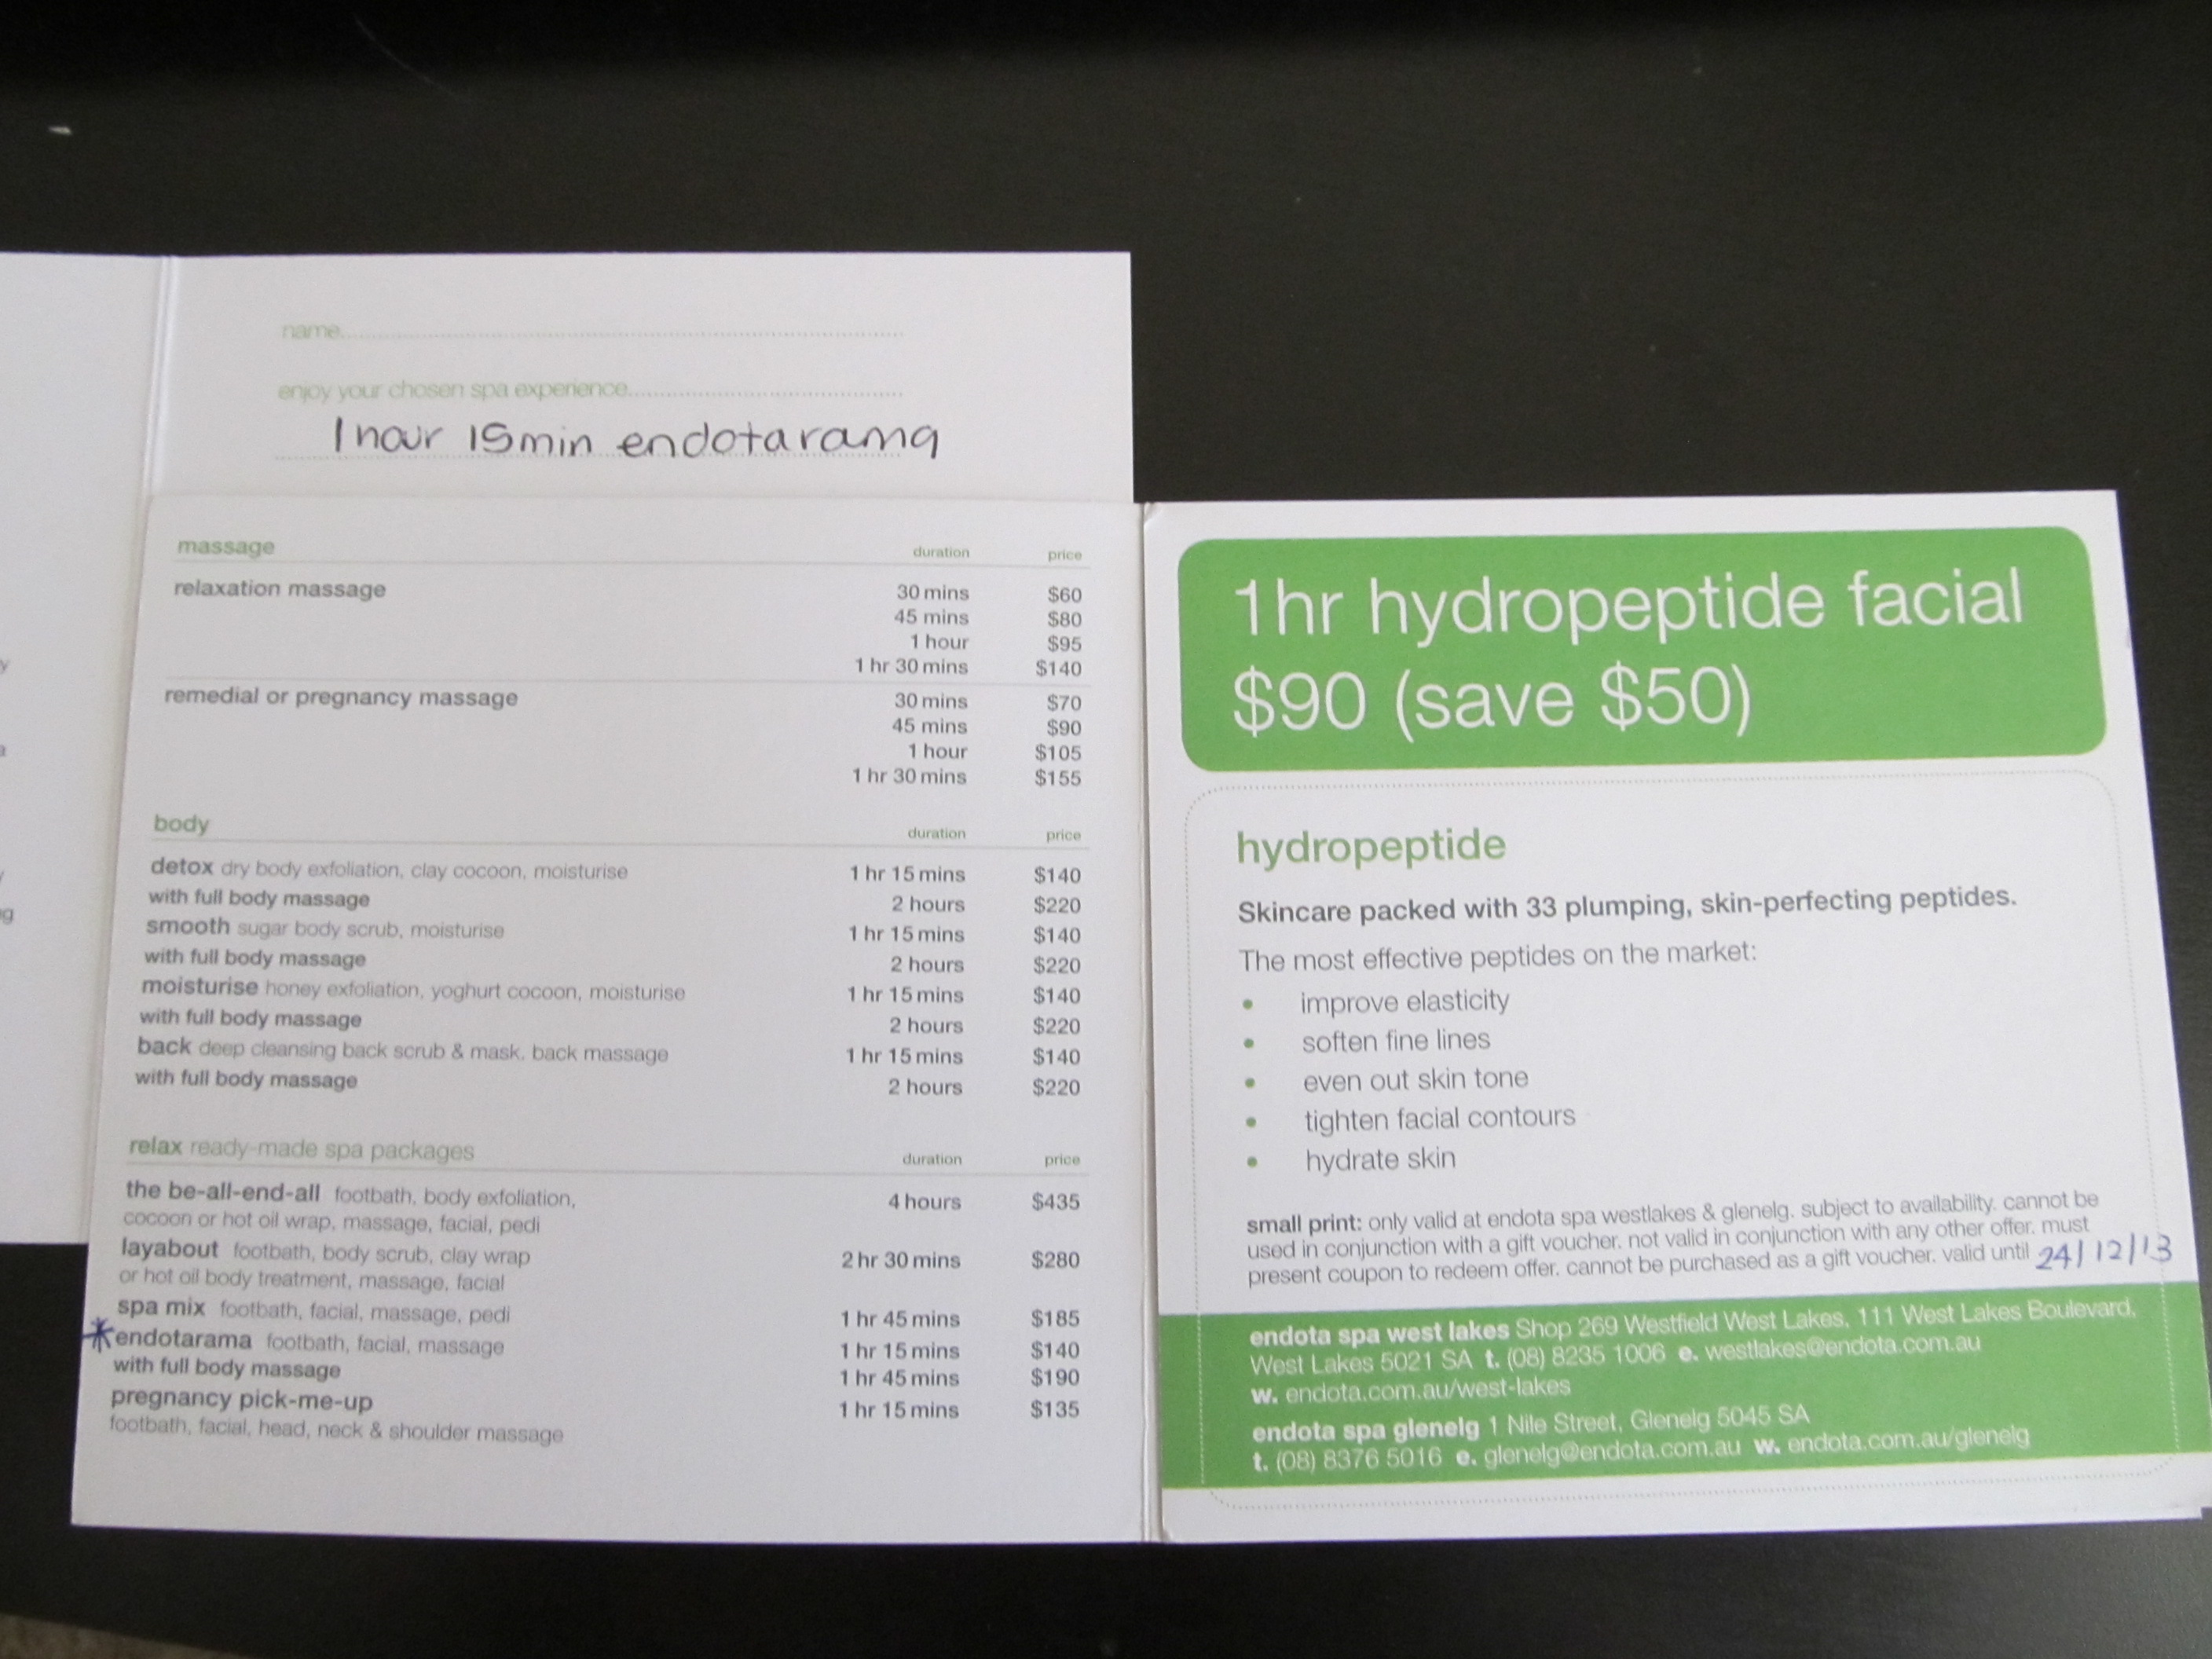 name
enjoy your chosen spa experience
1 hour 15min endotarama
massage duration price
relaxation massage 30 mins $60
45 mins $80
1 hour $95
1 hr 30 mins $140
remedial or pregnancy massage 30 mins $70
45 mins $90
1 hour $105
1 hr 30 mins $155
body duration price
detox dry body exfoliation, clay cocoon, moisturise 1 hr 15 mins $140
with full body massage 2 hours $220
smooth sugar body scrub, moisturise 1 hr 15 mins $140
with full body massage 2 hours $220
moisturise honey exfoliation, yoghurt cocoon, moisturise 1 hr 15 mins $140
with full body massage 2 hours $220
back deep cleansing back scrub & mask, back massage 1 hr 15 mins $140
with full body massage 2 hours $220
relax ready-made spa packages duration price
the be-all-end-all footbath, body exfoliation, 4 hours $435
cocoon or hot oil wrap, massage, facial, pedi
layabout footbath, body scrub, clay wrap 2 hr 30 mins $280
or hot oil body treatment, massage, facial
spa mix footbath, facial, massage, pedi 1 hr 45 mins $185
*endotarama footbath, facial, massage 1 hr 15 mins $140
with full body massage 1 hr 45 mins $190
pregnancy pick-me-up 1 hr 15 mins $135
footbath, facial, head, neck & shoulder massage
1hr hydropeptide facial
$90 (save $50)
hydropeptide
Skincare packed with 33 plumping, skin-perfecting peptides.
The most effective peptides on the market:
• improve elasticity
• soften fine lines
• even out skin tone
• tighten facial contours
• hydrate skin
small print: only valid at endota spa westlakes & glenelg. subject to availability. cannot be
used in conjunction with a gift voucher. not valid in conjunction with any other offer. must
present coupon to redeem offer. cannot be purchased as a gift voucher. valid until 24/12/13
endota spa west lakes Shop 269 Westfield West Lakes, 111 West Lakes Boulevard,
West Lakes 5021 SA t. (08) 8235 1006 e. westlakes@endota.com.au
w. endota.com.au/west-lakes
endota spa glenelg 1 Nile Street, Glenelg 5045 SA
t. (08) 8376 5016 e. glenelg@endota.com.au w. endota.com.au/glenelg